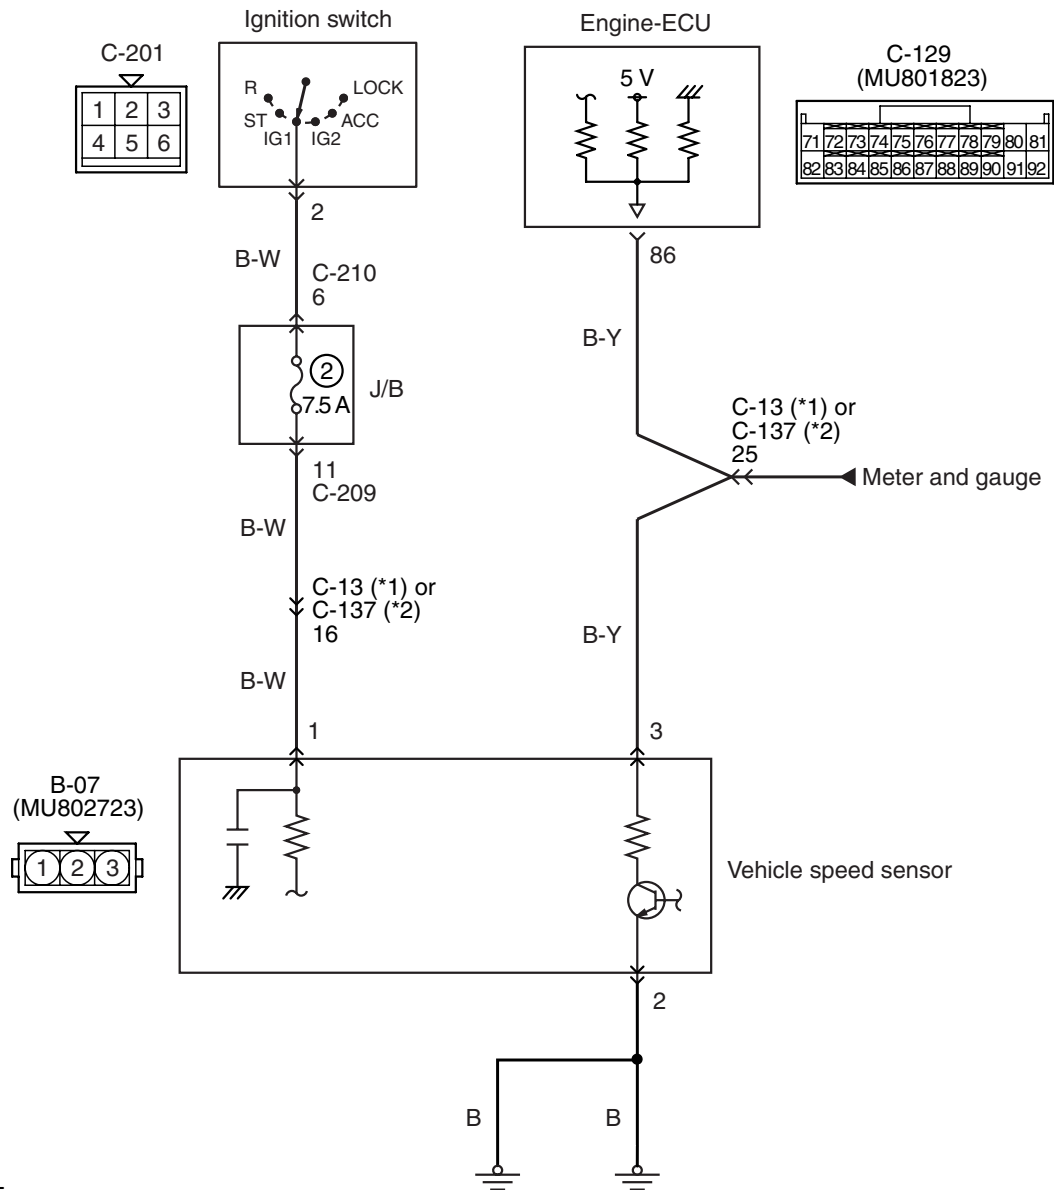 Ignition switch
Engine-ECU
C-201
C-129
(MU801823)
1 2 3
4 5 6
R
LOCK
ST
ACC
IG1
IG2
5 V
71 72 73 74 75 76 77 78 79 80 81
82 83 84 85 86 87 88 89 90 91 92
2
86
B-W
C-210
6
B-Y
2
7.5 A
J/B
C-13 (*1) or
C-137 (*2)
25
Meter and gauge
11
C-209
B-W
C-13 (*1) or
C-137 (*2)
16
B-Y
B-W
1
3
B-07
(MU802723)
1 2 3
Vehicle speed sensor
2
B
B